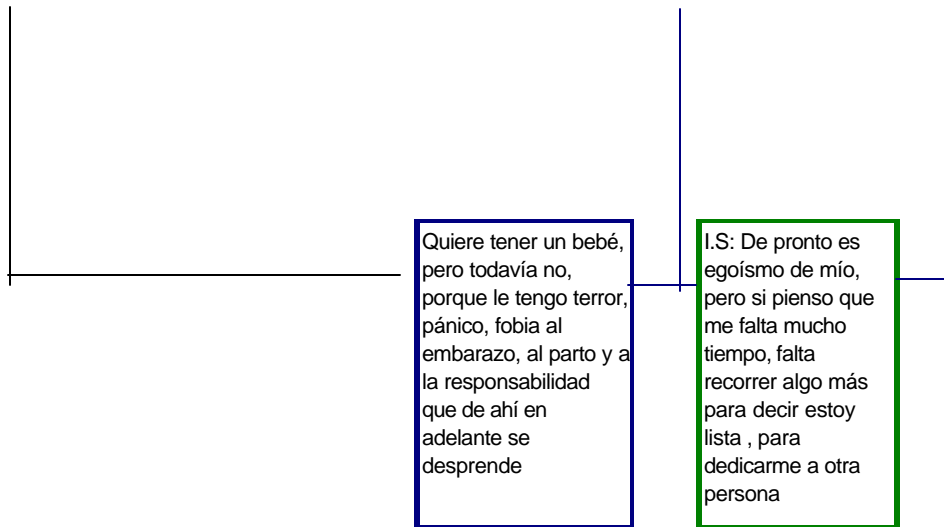 Quiere tener un bebé,
pero todavía no,
porque le tengo terror,
pánico, fobia al
embarazo, al parto y a
la responsabilidad
que de ahí en
adelante se
desprende
I.S: De pronto es
egoísmo de mío,
pero si pienso que
me falta mucho
tiempo, falta
recorrer algo más
para decir estoy
lista , para
dedicarme a otra
persona